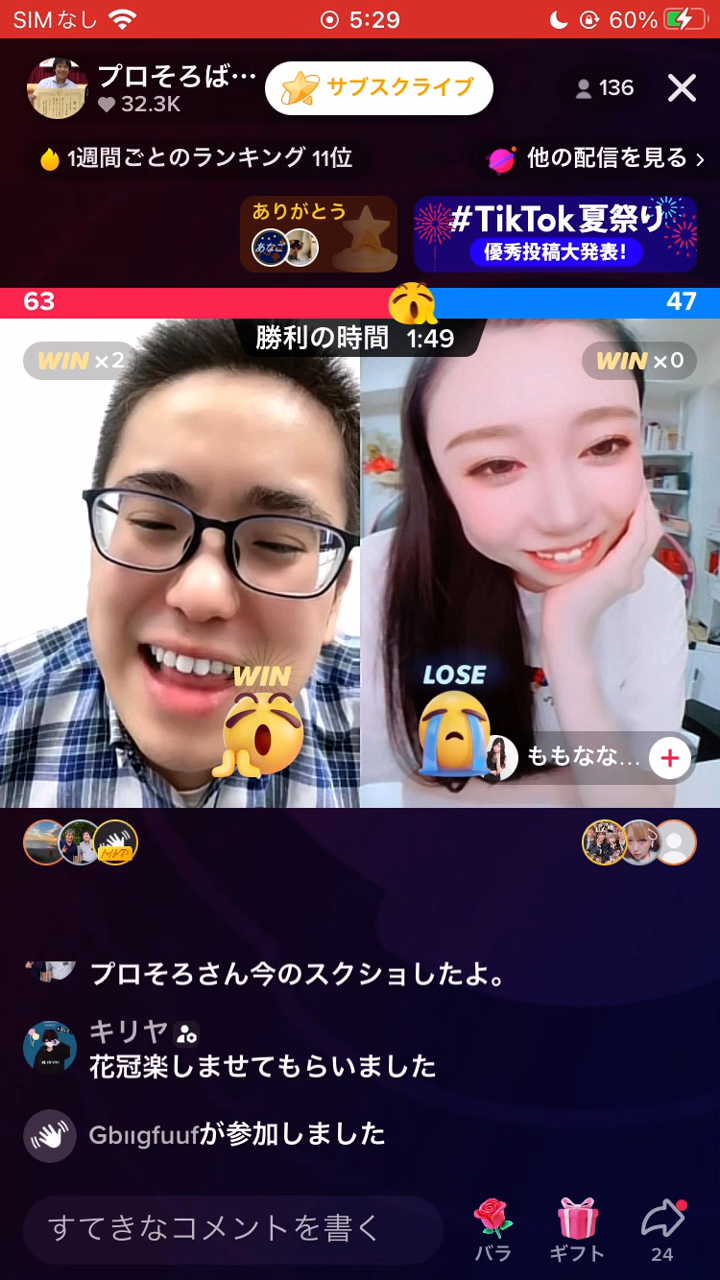 SIMなし 5:29 60%
プロそろば… サブスクライブ 136
32.3K
1週間ごとのランキング 11位 他の配信を見る
ありがとう #TikTok夏祭り
あなご 優秀投稿大発表!
63 47
勝利の時間 1:49
WIN ×2 WIN ×0
WIN LOSE
ももなな…
プロそろさん今のスクショしたよ。
キリヤ
花冠楽しませてもらいました
Gbıığfuufが参加しました
すてきなコメントを書く
バラ ギフト 24